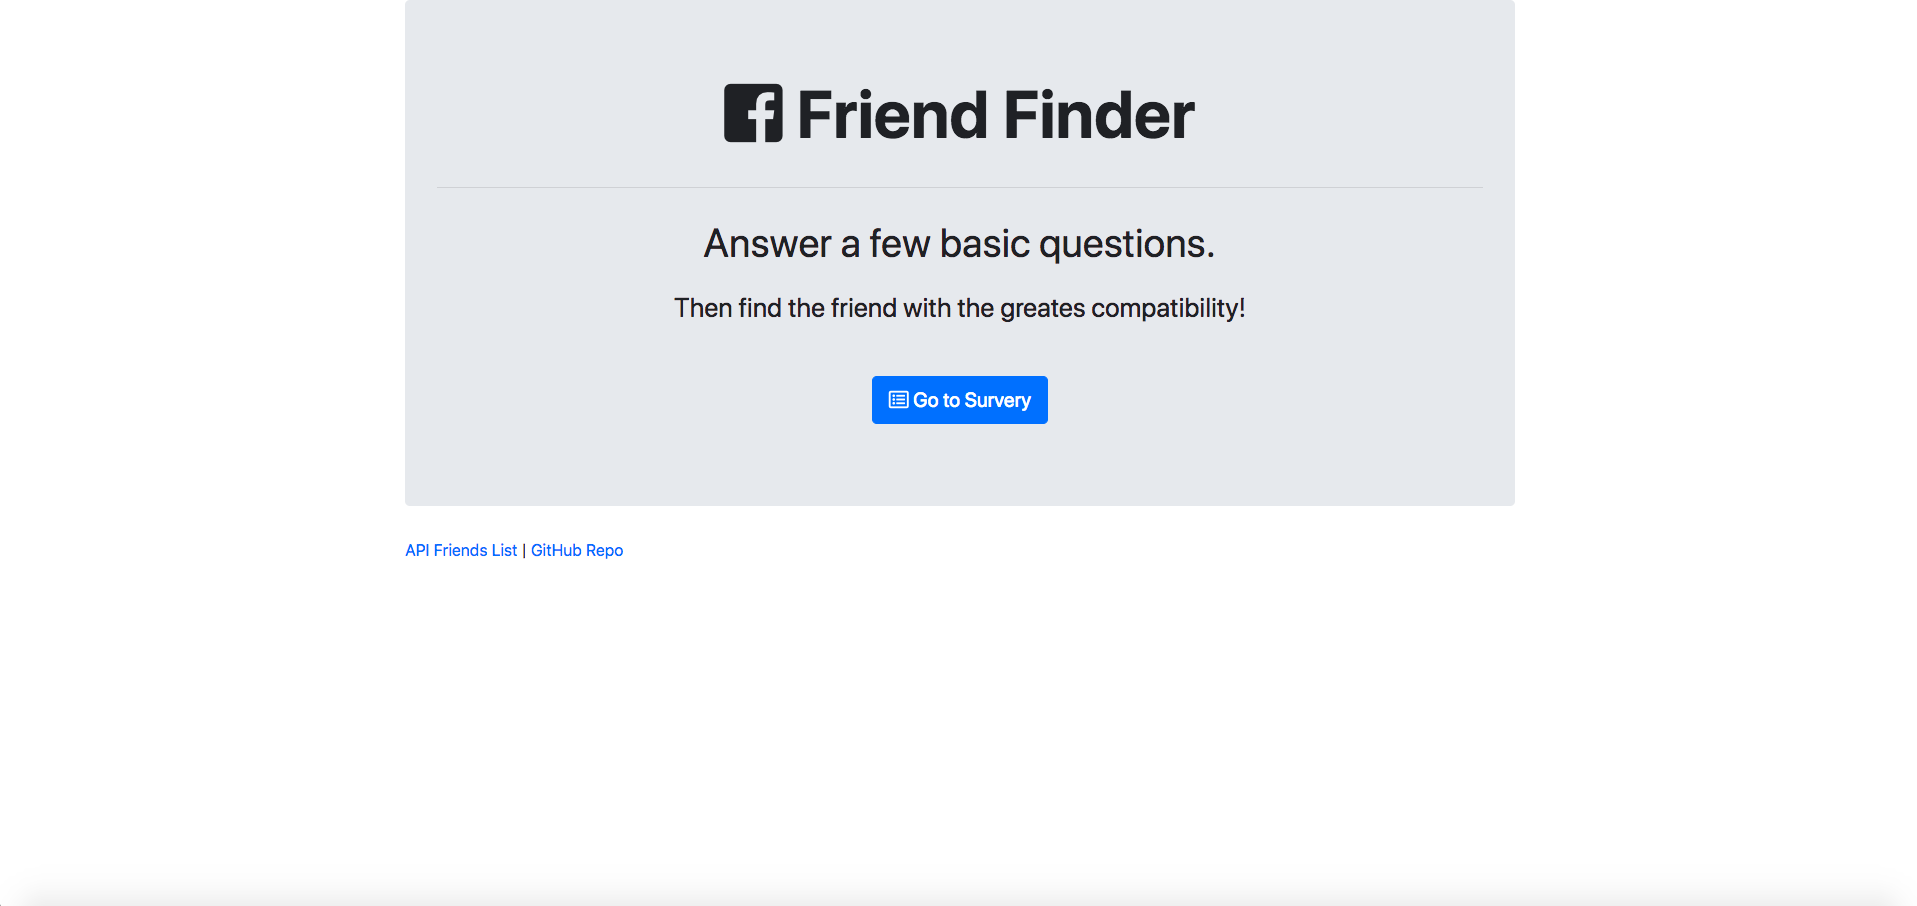 Friend Finder
Answer a few basic questions.
Then find the friend with the greates compatibility!
Go to Survery
API Friends List | GitHub Repo